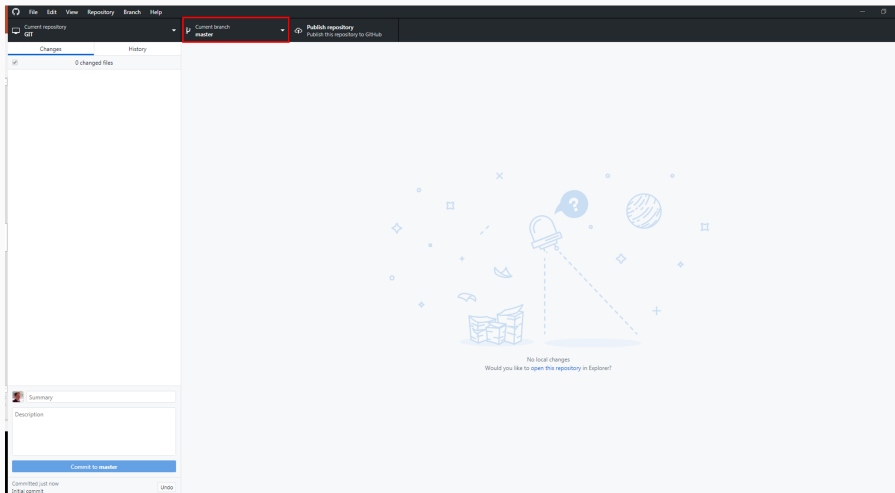 File Edit View Repository Branch Help
Current repository
GIT
Current branch
master
Publish repository
Publish this repository to GitHub
Changes History
0 changed files
?
No local changes
Would you like to open this repository in Explorer?
Summary
Description
Commit to master
Committed just now
Initial commit
Undo